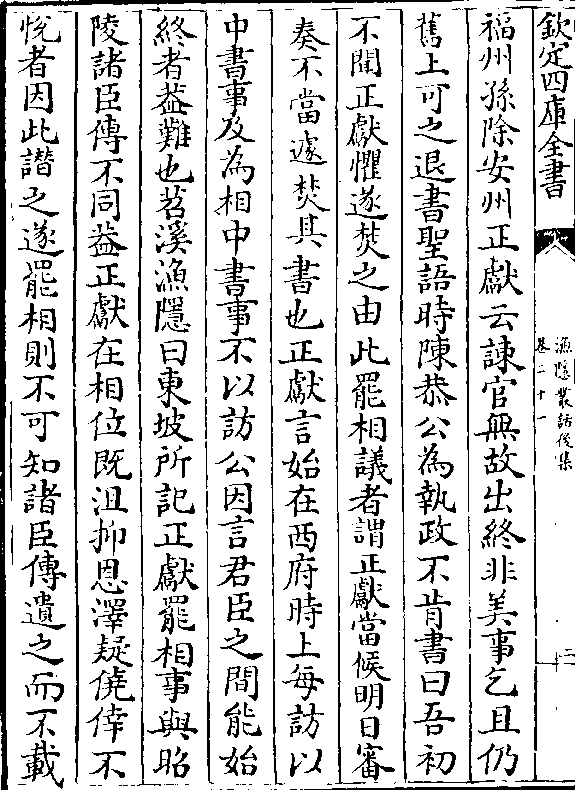 欽定四庫全書
漁隱叢話後集
卷二十一
二
福州孫除安州正獻云諫官無故出終非美事乞且仍
舊上可之退書聖語時陳恭公為執政不肯書曰吾初
不聞正獻懼遂焚之由此罷相議者謂正獻當候明日審
奏不當遽焚其書也正獻言始在西府時上每訪以
中書事及為相中書事不以訪公因言君臣之間能始
終者葢難也苕溪漁隱曰東坡所記正獻罷相事與昭
陵諸臣傳不同葢正獻在相位既沮抑恩澤疑僥倖不
悅者因此譖之遂罷相則不可知諸臣傳遺之而不載